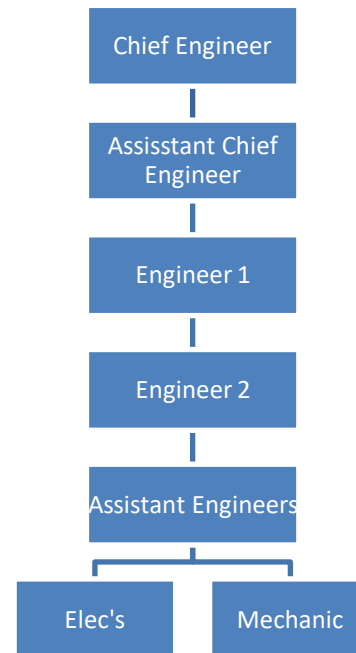 Chief Engineer
Assisstant Chief
Engineer
Engineer 1
Engineer 2
Assistant Engineers
Elec's
Mechanic